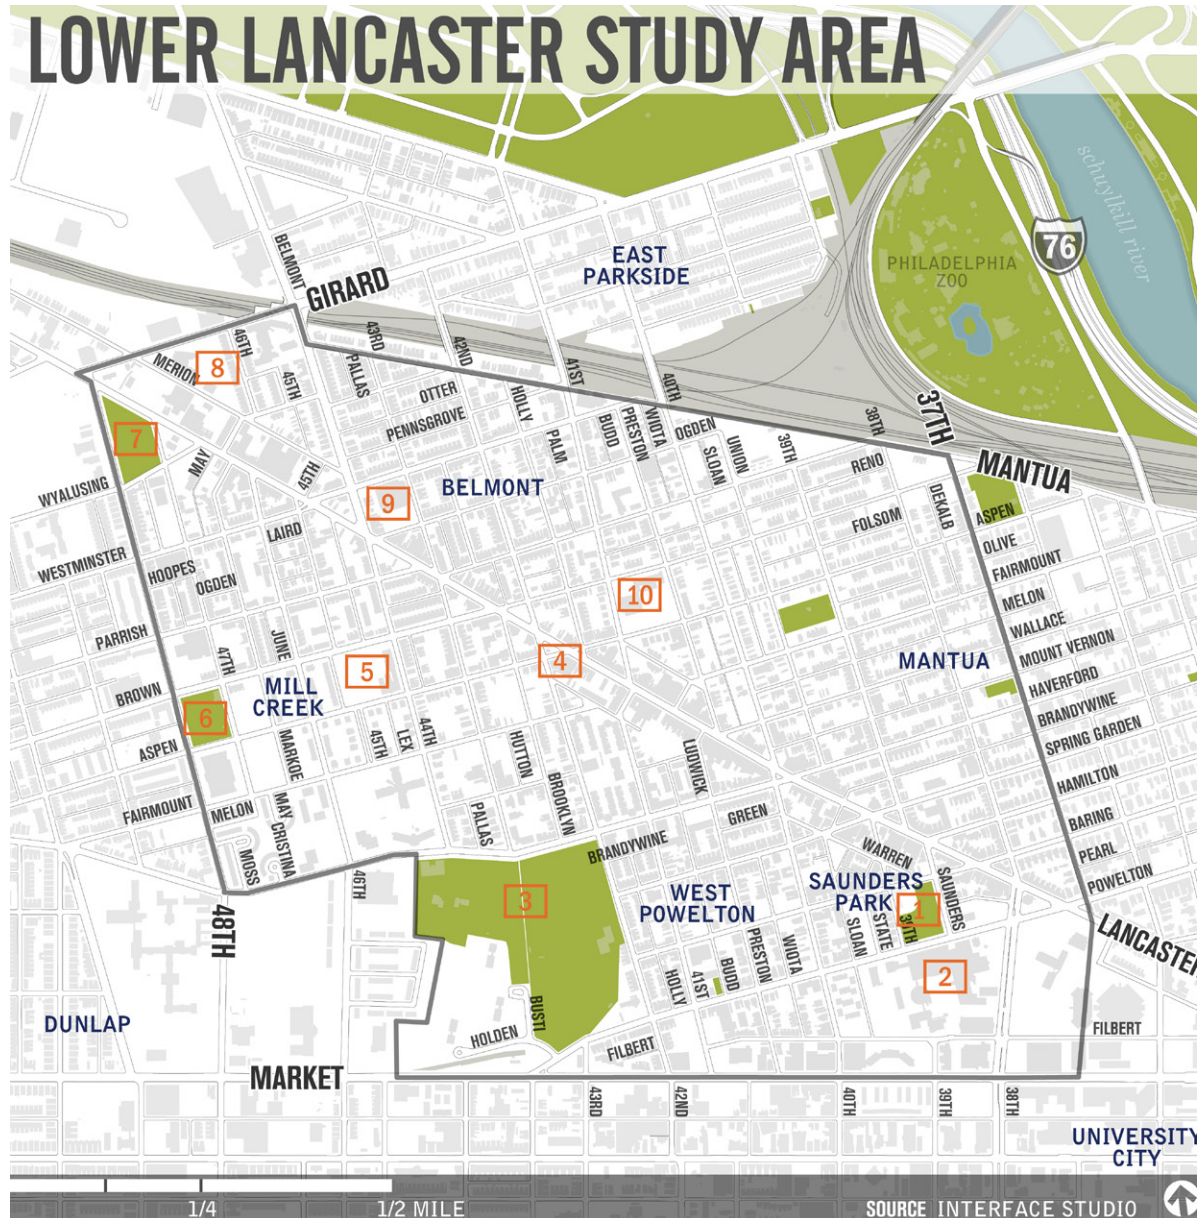 LOWER LANCASTER STUDY AREA
schuylkill river
76
BELMONT
GIRARD
EAST
PARKSIDE
PHILADELPHIA
ZOO
MERION
8
46TH
45TH
43RD
PALLAS
42ND
OTTER
PENNSGROVE
HOLLY
41ST
PALM
BUDD
PRESTON
WIOTA
40TH
OGDEN
SLOAN
UNION
39TH
38TH
RENO
37TH
MANTUA
7
MAY
45TH
WYALUSING
9
BELMONT
LAIRD
FOLSOM
DEKALB
ASPEN
OLIVE
FAIRMOUNT
MELON
WALLACE
MOUNT VERNON
HAVERFORD
BRANDYWINE
SPRING GARDEN
HAMILTON
BARING
PEARL
POWELTON
WESTMINSTER
HOOPES
OGDEN
10
PARRISH
47TH
JUNE
5
4
MANTUA
BROWN
MILL
CREEK
6
ASPEN
MARKOE
45TH
LEX
44TH
HUTTON
BROOKLYN
LUDWICK
FAIRMOUNT
MELON
MAY
CRISTINA
MOSS
PALLAS
BRANDYWINE
GREEN
WARREN
46TH
48TH
3
WEST
POWELTON
SAUNDERS
PARK
1
SAUNDERS
39TH
STATE
SLOAN
LANCASTER
WIOTA
PRESTON
BUDD
41ST
HOLLY
2
DUNLAP
BUSTI
HOLDEN
FILBERT
FILBERT
MARKET
43RD
42ND
40TH
39TH
38TH
UNIVERSITY
CITY
1/4
1/2 MILE
SOURCE INTERFACE STUDIO